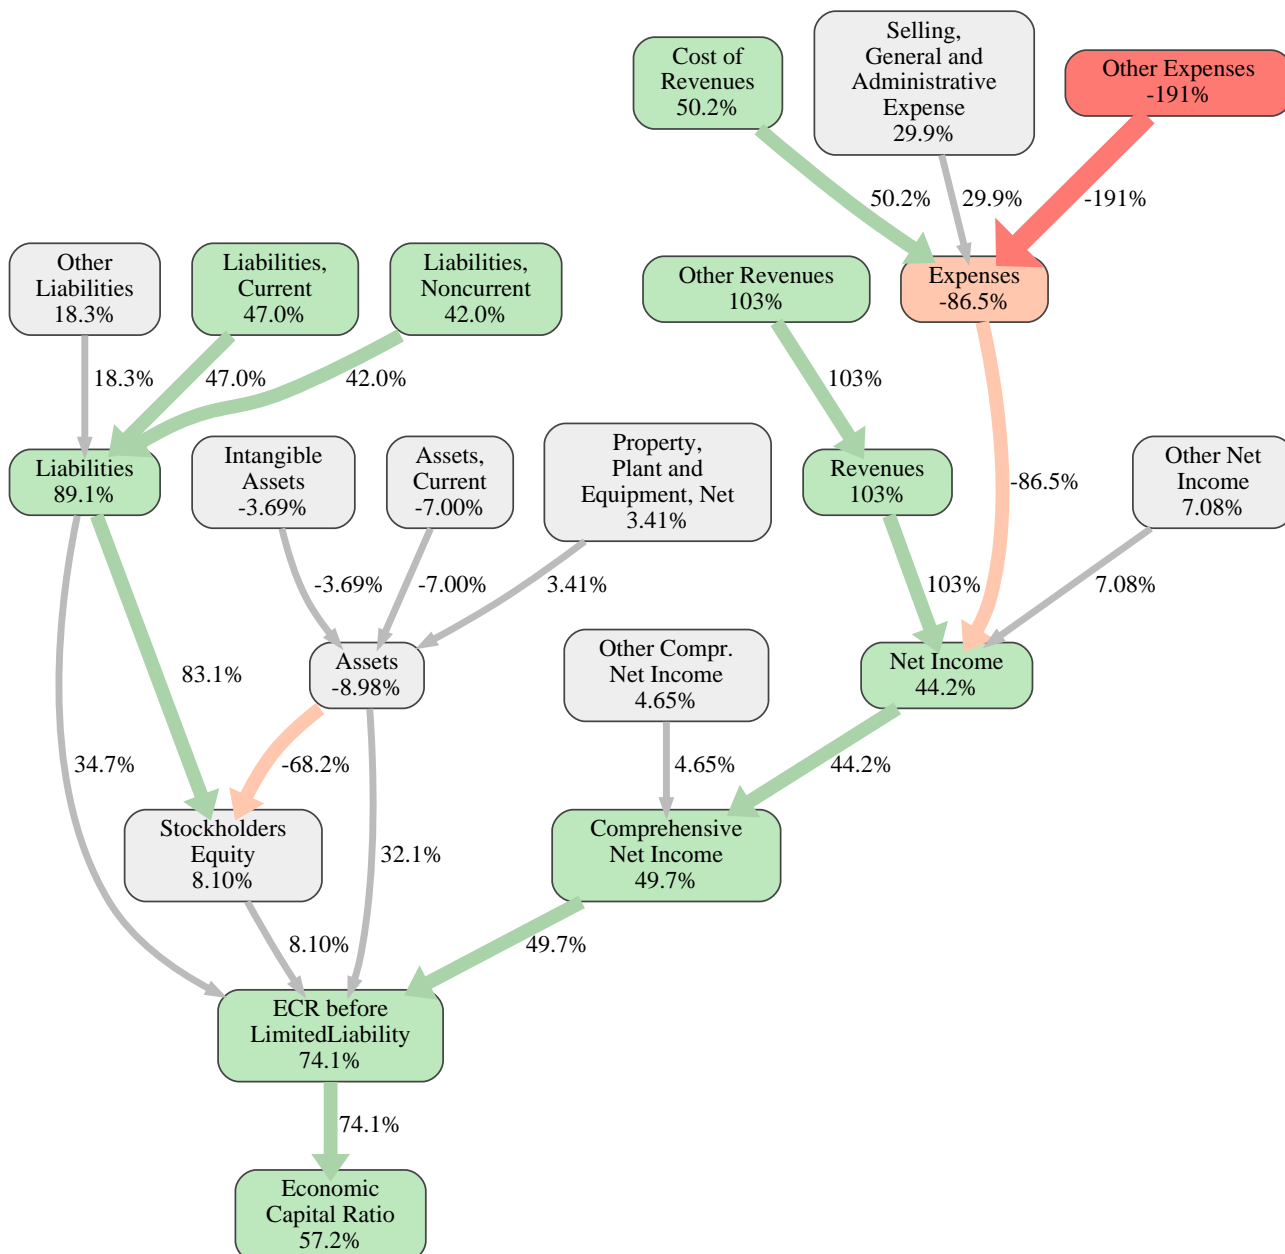 Selling,
General and
Administrative
Expense
29.9%
Cost of
Revenues
50.2%
Other Expenses
-191%
50.2%
29.9%
-191%
Other
Liabilities
18.3%
Liabilities,
Current
47.0%
Liabilities,
Noncurrent
42.0%
Other Revenues
103%
Expenses
-86.5%
18.3%
47.0%
42.0%
103%
Liabilities
89.1%
Intangible
Assets
-3.69%
Assets,
Current
-7.00%
Property,
Plant and
Equipment, Net
3.41%
Revenues
103%
-86.5%
Other Net
Income
7.08%
-3.69%
-7.00%
3.41%
103%
7.08%
83.1%
Assets
-8.98%
Other Compr.
Net Income
4.65%
Net Income
44.2%
34.7%
-68.2%
4.65%
44.2%
Stockholders
Equity
8.10%
32.1%
Comprehensive
Net Income
49.7%
8.10%
49.7%
ECR before
LimitedLiability
74.1%
74.1%
Economic
Capital Ratio
57.2%